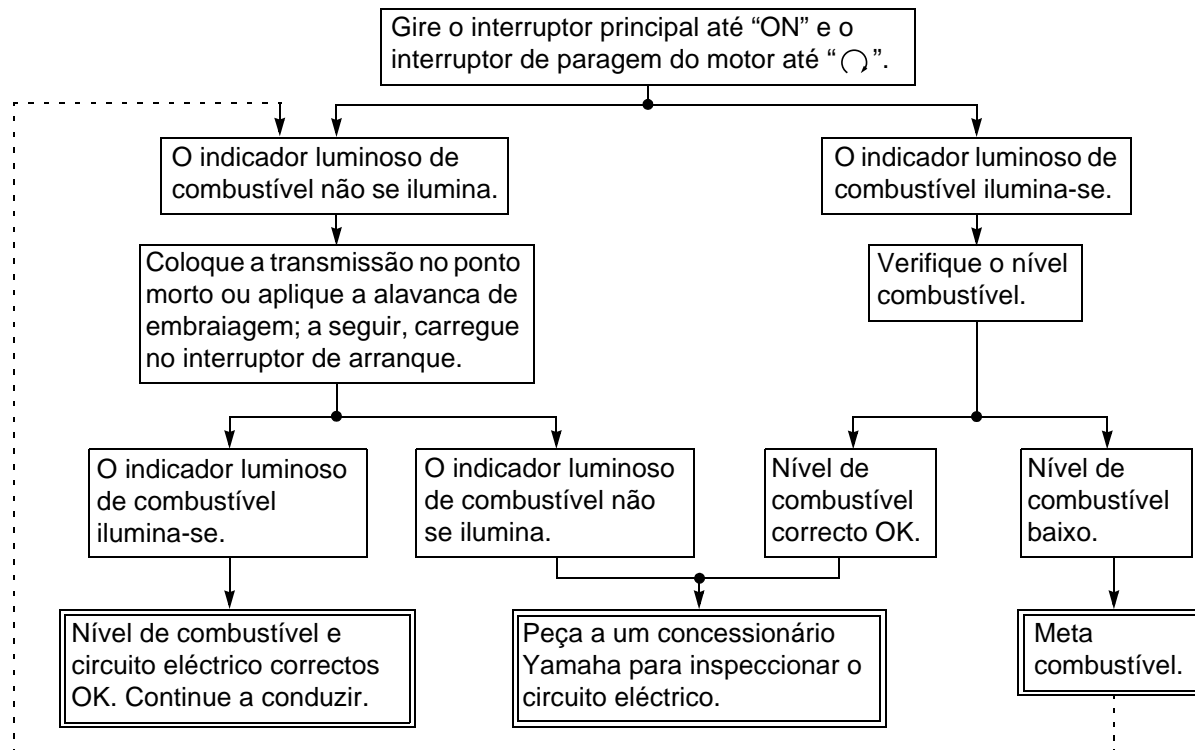 Gire o interruptor principal até “ON” e o
interruptor de paragem do motor até “ ”.
O indicador luminoso de
combustível não se ilumina.
O indicador luminoso de
combustível ilumina-se.
Coloque a transmissão no ponto
morto ou aplique a alavanca de
embraiagem; a seguir, carregue
no interruptor de arranque.
Verifique o nível
combustível.
O indicador luminoso
de combustível
ilumina-se.
O indicador luminoso
de combustível não
se ilumina.
Nível de
combustível
correcto OK.
Nível de
combustível
baixo.
Nível de combustível e
circuito eléctrico correctos
OK. Continue a conduzir.
Peça a um concessionário
Yamaha para inspeccionar o
circuito eléctrico.
Meta
combustível.